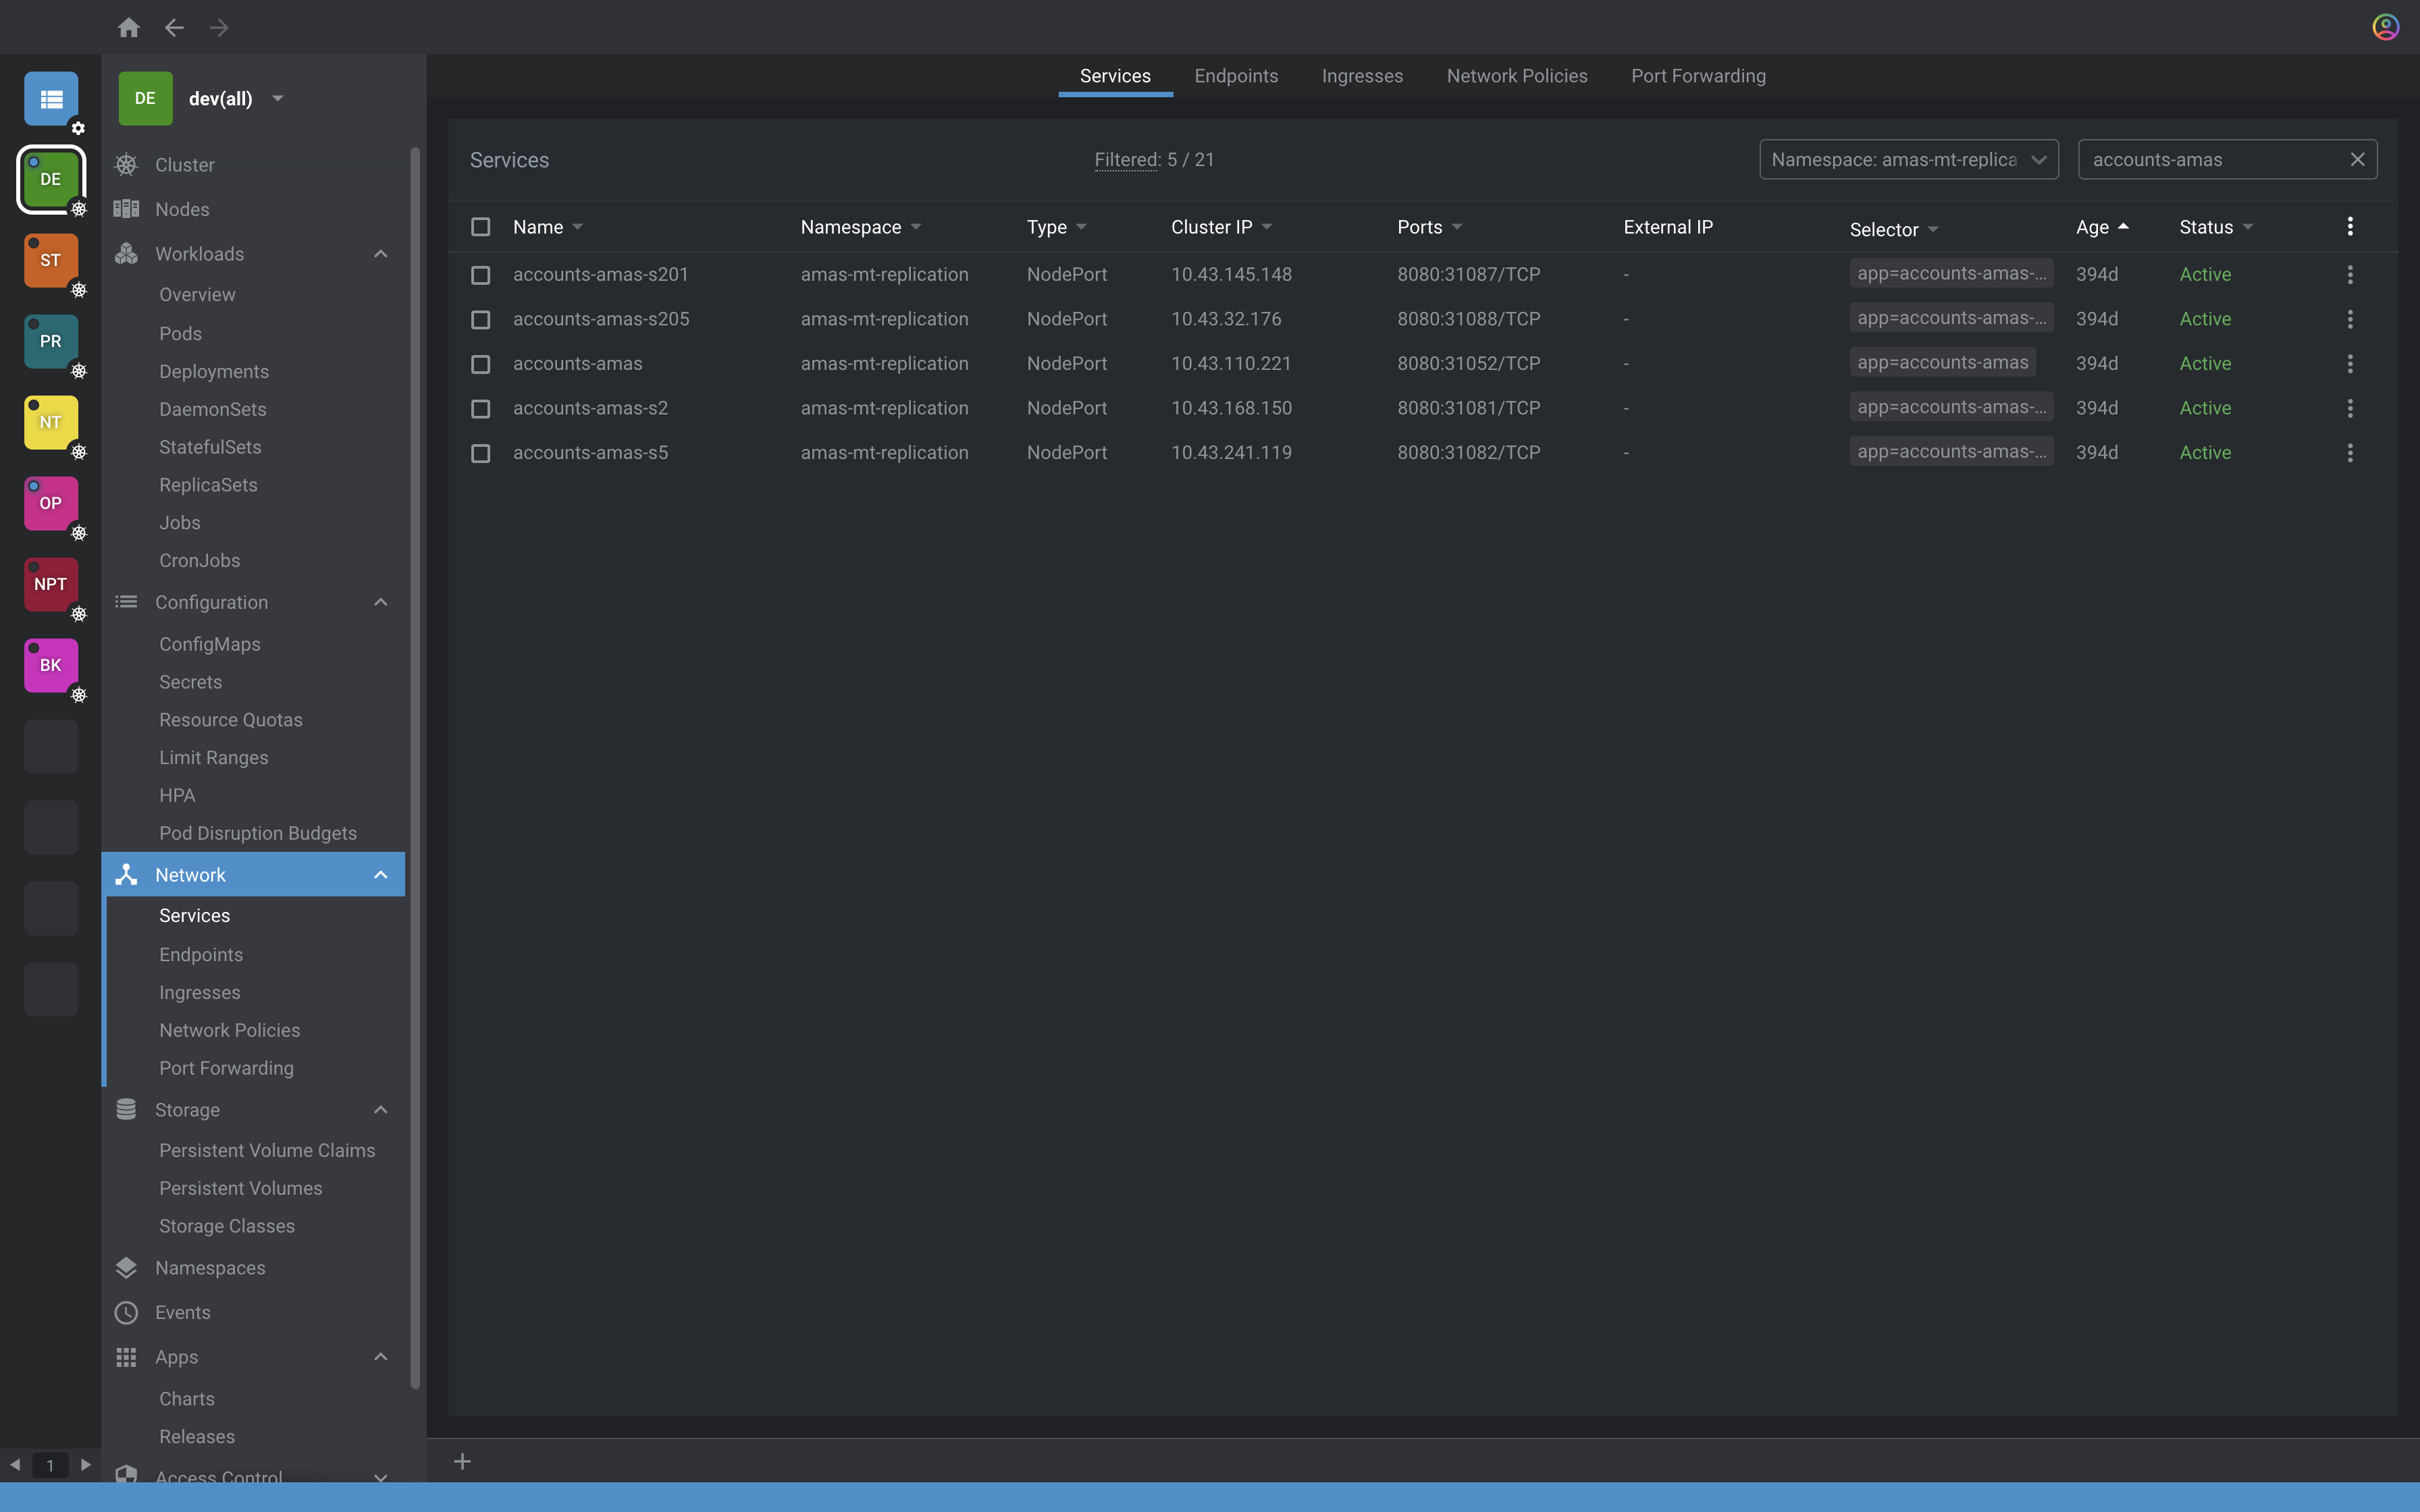 DE
ST
PR
NT
OP
NPT
BK
1
DE dev(all)
Cluster
Nodes
Workloads
Overview
Pods
Deployments
DaemonSets
StatefulSets
ReplicaSets
Jobs
CronJobs
Configuration
ConfigMaps
Secrets
Resource Quotas
Limit Ranges
HPA
Pod Disruption Budgets
Network
Services
Endpoints
Ingresses
Network Policies
Port Forwarding
Storage
Persistent Volume Claims
Persistent Volumes
Storage Classes
Namespaces
Events
Apps
Charts
Releases
Access Control
Services Endpoints Ingresses Network Policies Port Forwarding
Services Filtered: 5 / 21 Namespace: amas-mt-replica accounts-amas
Name Namespace Type Cluster IP Ports External IP Selector Age Status
accounts-amas-s201 amas-mt-replication NodePort 10.43.145.148 8080:31087/TCP - app=accounts-amas-... 394d Active
accounts-amas-s205 amas-mt-replication NodePort 10.43.32.176 8080:31088/TCP - app=accounts-amas-... 394d Active
accounts-amas amas-mt-replication NodePort 10.43.110.221 8080:31052/TCP - app=accounts-amas 394d Active
accounts-amas-s2 amas-mt-replication NodePort 10.43.168.150 8080:31081/TCP - app=accounts-amas-... 394d Active
accounts-amas-s5 amas-mt-replication NodePort 10.43.241.119 8080:31082/TCP - app=accounts-amas-... 394d Active